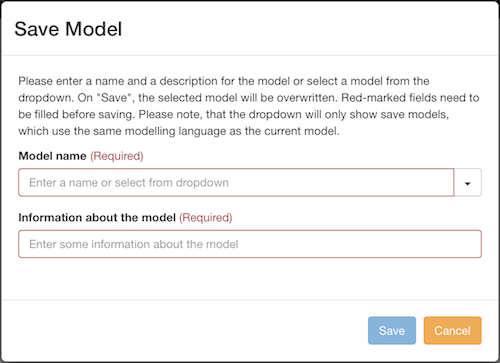 Save Model
Please enter a name and a description for the model or select a model from the
dropdown. On "Save", the selected model will be overwritten. Red-marked fields need to
be filled before saving. Please note, that the dropdown will only show save models,
which use the same modelling language as the current model.
Model name (Required)
Enter a name or select from dropdown
Information about the model (Required)
Enter some information about the model
Save Cancel